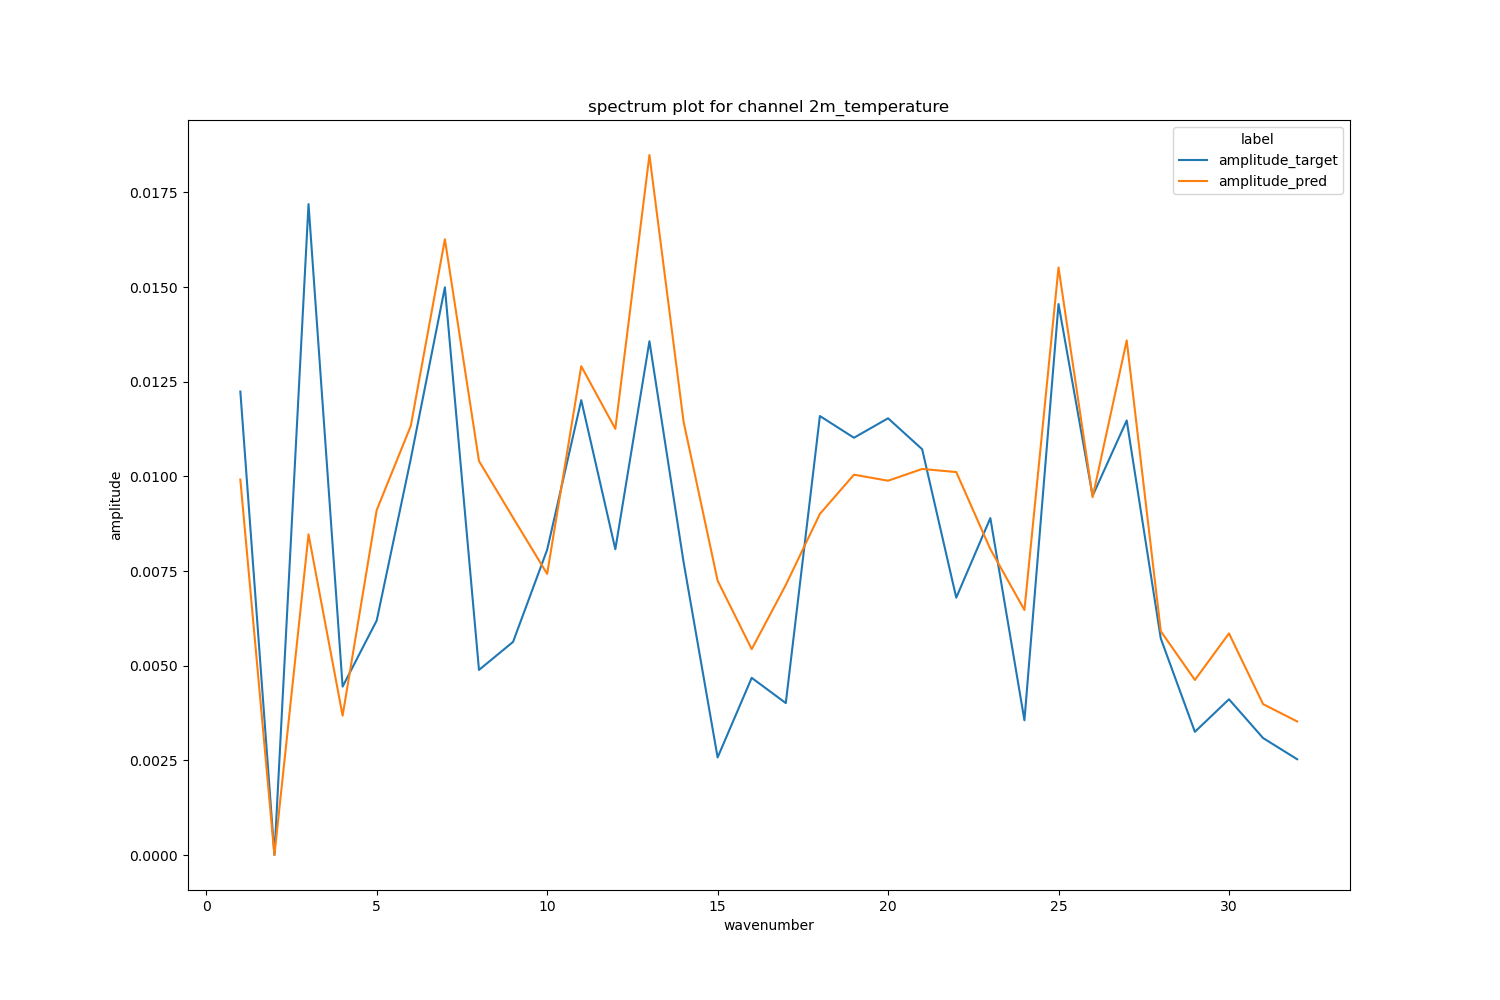 spectrum plot for channel 2m_temperature
label
amplitude_target
amplitude_pred
amplitude
0.0175
0.0150
0.0125
0.0100
0.0075
0.0050
0.0025
0.0000
0 5 10 15 20 25 30
wavenumber